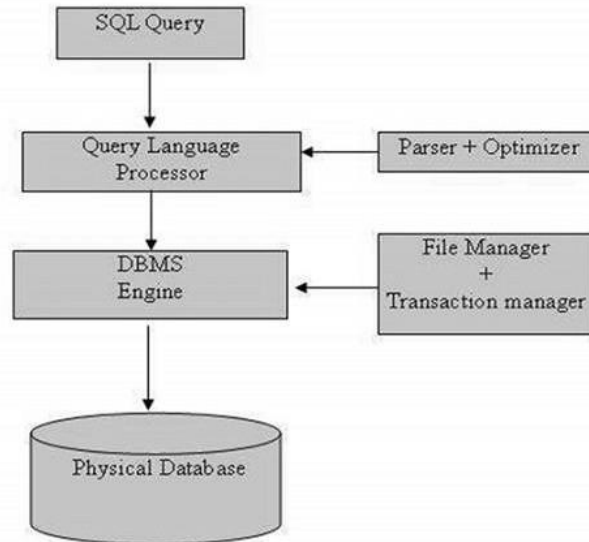 SQL Query
Query Language
Processor
Parser + Optimizer
DBMS
Engine
File Manager
+
Transaction manager
Physical Database